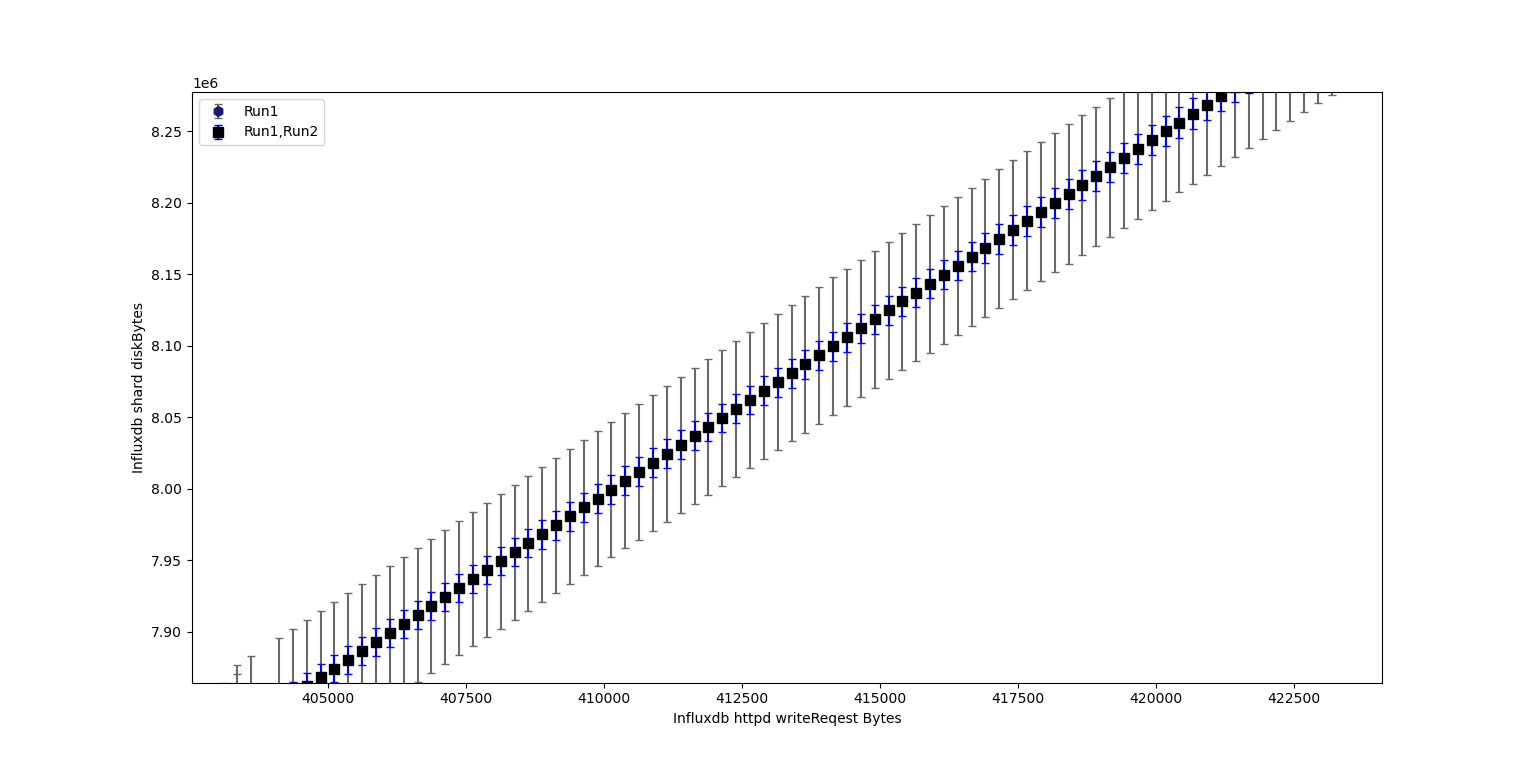 1e6
Run1
Run1,Run2
8.25
8.20
8.15
8.10
8.05
8.00
7.95
7.90
Influxdb shard diskBytes
405000 407500 410000 412500 415000 417500 420000 422500
Influxdb httpd writeReqest Bytes